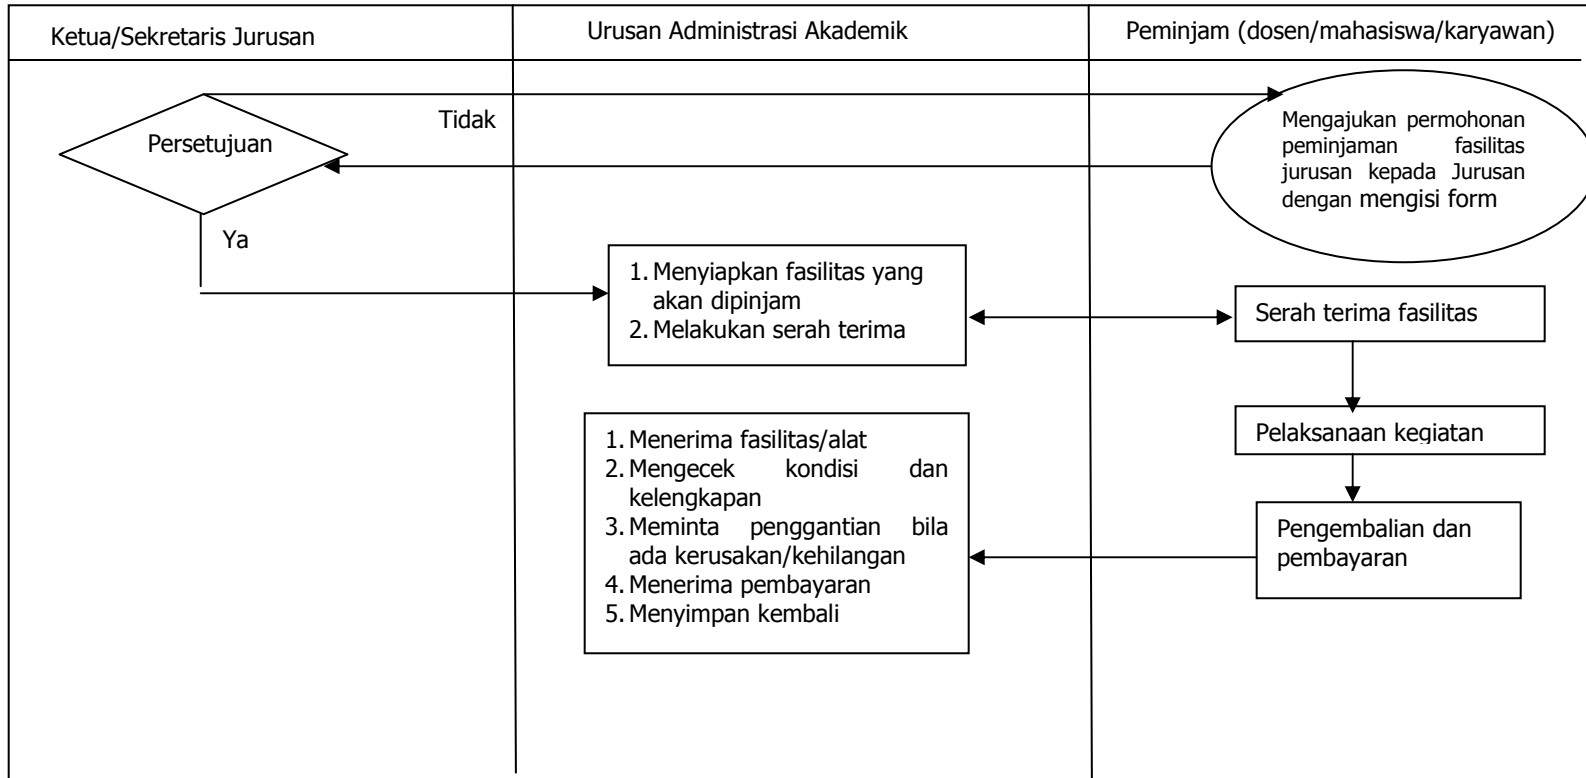 Ketua/Sekretaris Jurusan
Urusan Administrasi Akademik
Peminjam (dosen/mahasiswa/karyawan)
Persetujuan
Tidak
Mengajukan permohonan
peminjaman fasilitas
jurusan kepada Jurusan
dengan mengisi form
Ya
1. Menyiapkan fasilitas yang
akan dipinjam
2. Melakukan serah terima
Serah terima fasilitas
Pelaksanaan kegiatan
1. Menerima fasilitas/alat
2. Mengecek kondisi dan
kelengkapan
3. Meminta penggantian bila
ada kerusakan/kehilangan
4. Menerima pembayaran
5. Menyimpan kembali
Pengembalian dan
pembayaran